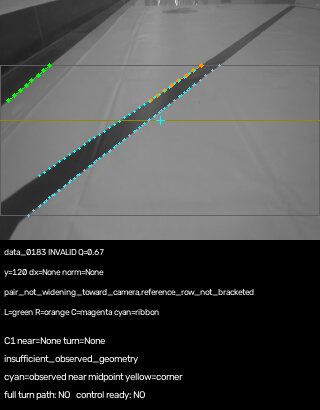 data_0183 INVALID Q=0.67
y=120 dx=None norm=None
pair_not_widening_toward_camera,reference_row_not_bracketed
L=green R=orange C=magenta cyan=ribbon
C1 near=None turn=None
insufficient_observed_geometry
cyan=observed near midpoint yellow=corner
full turn path: NO control ready: NO